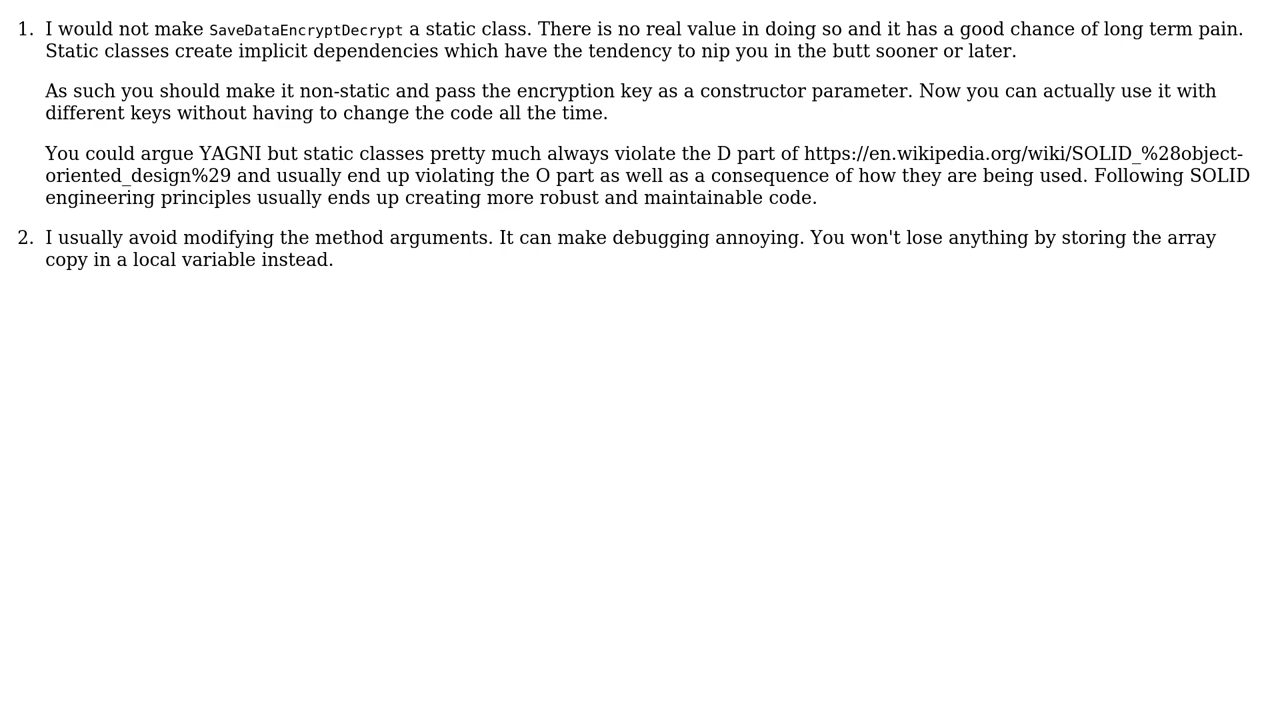 1. I would not make SaveDataEncryptDecrypt a static class. There is no real value in doing so and it has a good chance of long term pain.
Static classes create implicit dependencies which have the tendency to nip you in the butt sooner or later.
As such you should make it non-static and pass the encryption key as a constructor parameter. Now you can actually use it with
different keys without having to change the code all the time.
You could argue YAGNI but static classes pretty much always violate the D part of https://en.wikipedia.org/wiki/SOLID_%28object-
oriented_design%29 and usually end up violating the O part as well as a consequence of how they are being used. Following SOLID
engineering principles usually ends up creating more robust and maintainable code.
2. I usually avoid modifying the method arguments. It can make debugging annoying. You won't lose anything by storing the array
copy in a local variable instead.